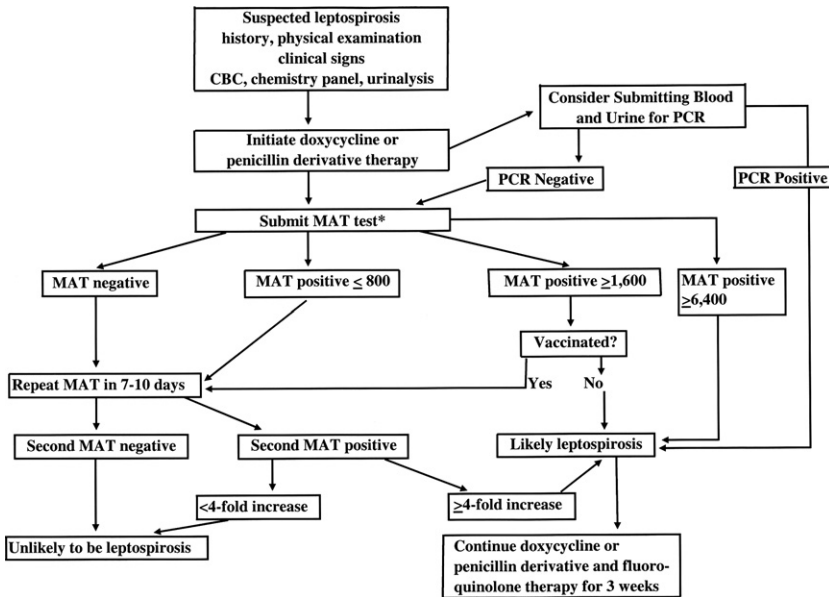 Suspected leptospirosis
history, physical examination
clinical signs
CBC, chemistry panel, urinalysis
Consider Submitting Blood
and Urine for PCR
Initiate doxycycline or
penicillin derivative therapy
PCR Negative
PCR Positive
Submit MAT test*
MAT negative
MAT positive ≤ 800
MAT positive ≥1,600
MAT positive
≥6,400
Vaccinated?
Repeat MAT in 7-10 days
Yes
No
Second MAT negative
Second MAT positive
Likely leptospirosis
<4-fold increase
≥4-fold increase
Unlikely to be leptospirosis
Continue doxycycline or
penicillin derivative and fluoro-
quinolone therapy for 3 weeks